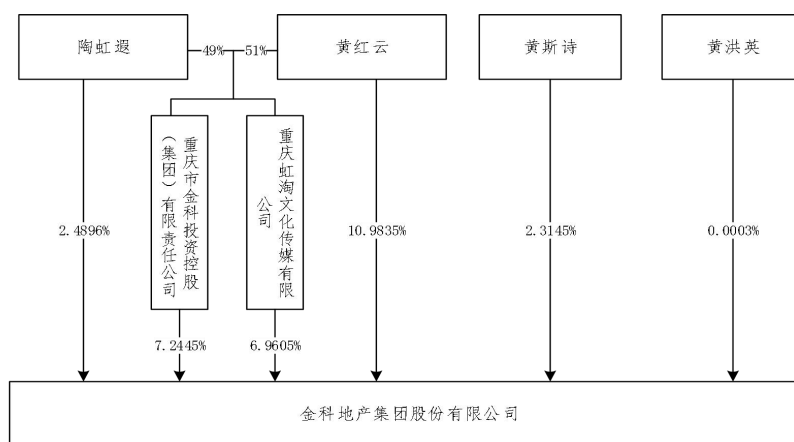 陶虹遐
49%
51%
黄红云
黄斯诗
黄洪英
重庆市金科投资控股
（集团）有限责任公司
重庆虹淘文化传媒有限
公司
2.4896%
10.9835%
2.3145%
0.0003%
7.2445%
6.9605%
金科地产集团股份有限公司